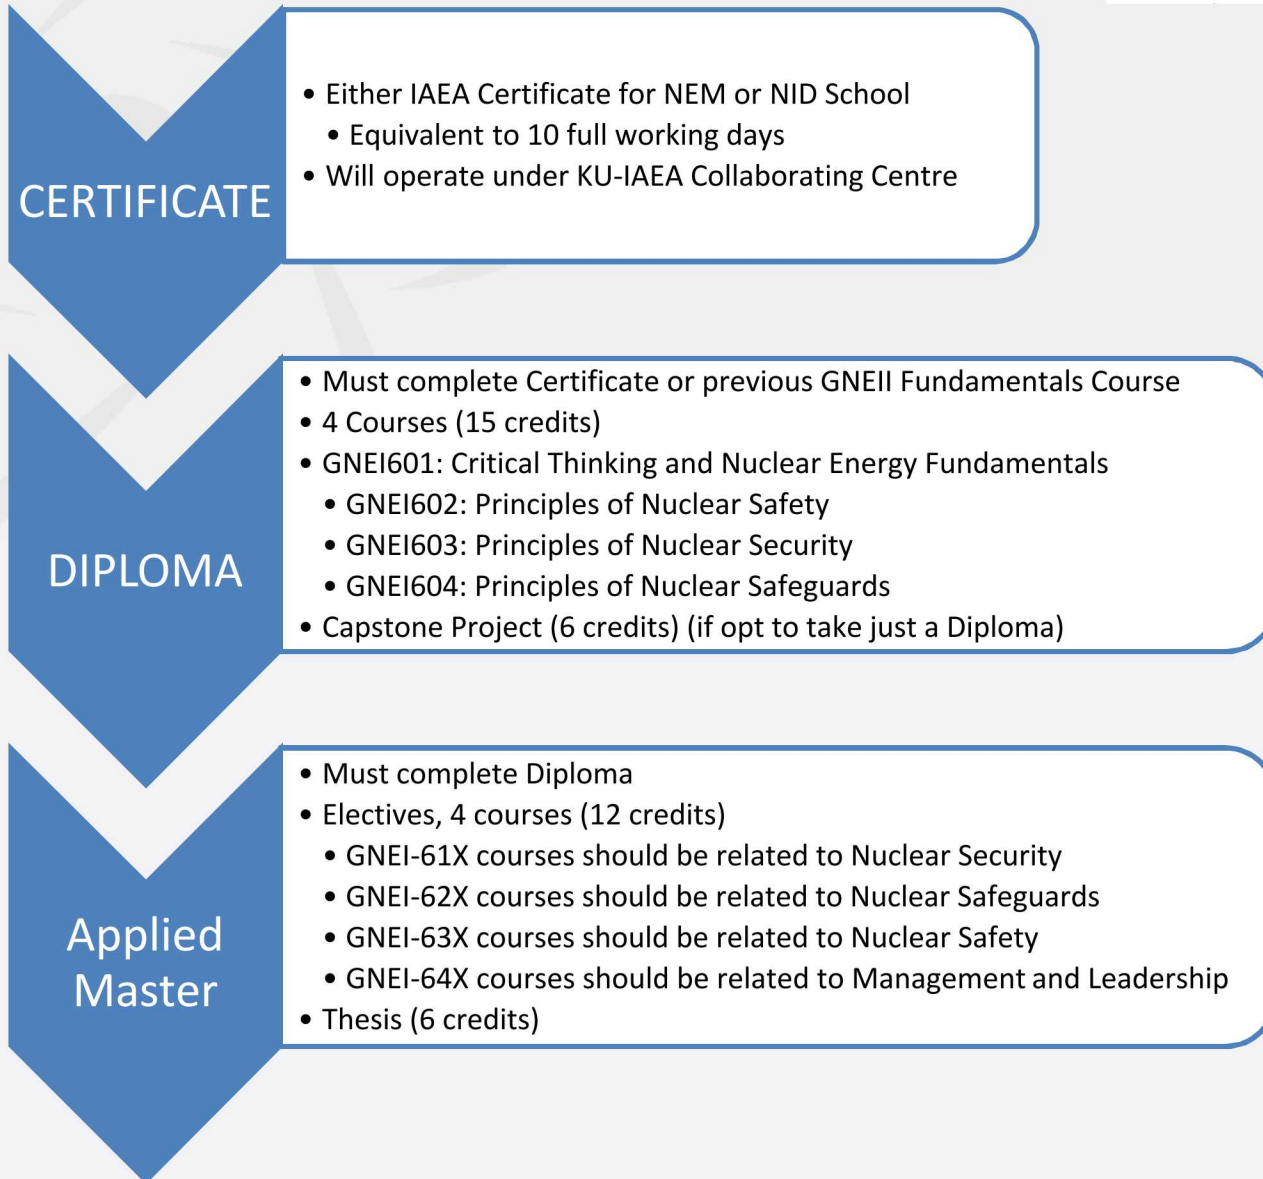 CERTIFICATE
• Either IAEA Certificate for NEM or NID School
• Equivalent to 10 full working days
• Will operate under KU-IAEA Collaborating Centre
DIPLOMA
• Must complete Certificate or previous GNEII Fundamentals Course
• 4 Courses (15 credits)
• GNEI601: Critical Thinking and Nuclear Energy Fundamentals
• GNEI602: Principles of Nuclear Safety
• GNEI603: Principles of Nuclear Security
• GNEI604: Principles of Nuclear Safeguards
• Capstone Project (6 credits) (if opt to take just a Diploma)
Applied
Master
• Must complete Diploma
• Electives, 4 courses (12 credits)
• GNEI-61X courses should be related to Nuclear Security
• GNEI-62X courses should be related to Nuclear Safeguards
• GNEI-63X courses should be related to Nuclear Safety
• GNEI-64X courses should be related to Management and Leadership
• Thesis (6 credits)